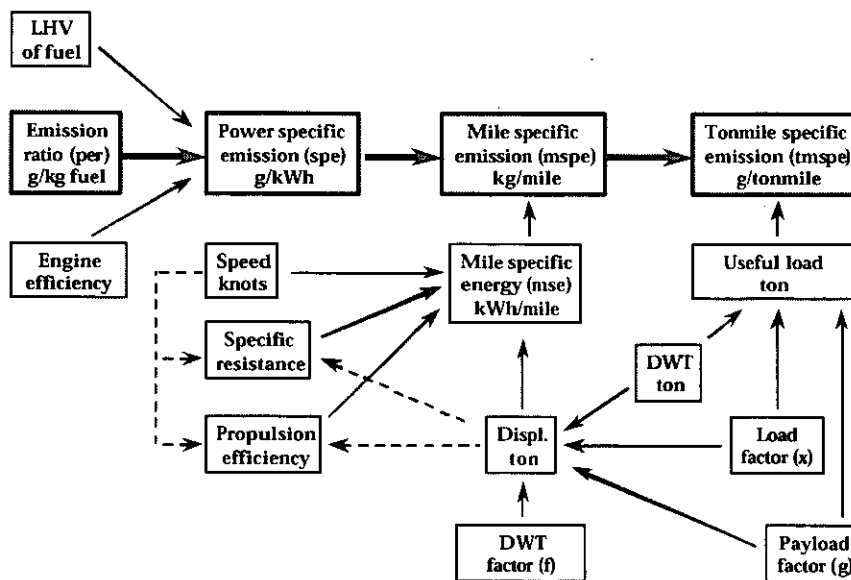 LHV
of fuel
Emission
ratio (per)
g/kg fuel
Power specific
emission (spe)
g/kWh
Mile specific
emission (mspe)
kg/mile
Tonmile specific
emission (tmspe)
g/tonmile
Engine
efficiency
Speed
knots
Mile specific
energy (mse)
kWh/mile
Useful load
ton
Specific
resistance
DWT
ton
Propulsion
efficiency
Displ.
ton
Load
factor (x)
DWT
factor (f)
Payload
factor (g)